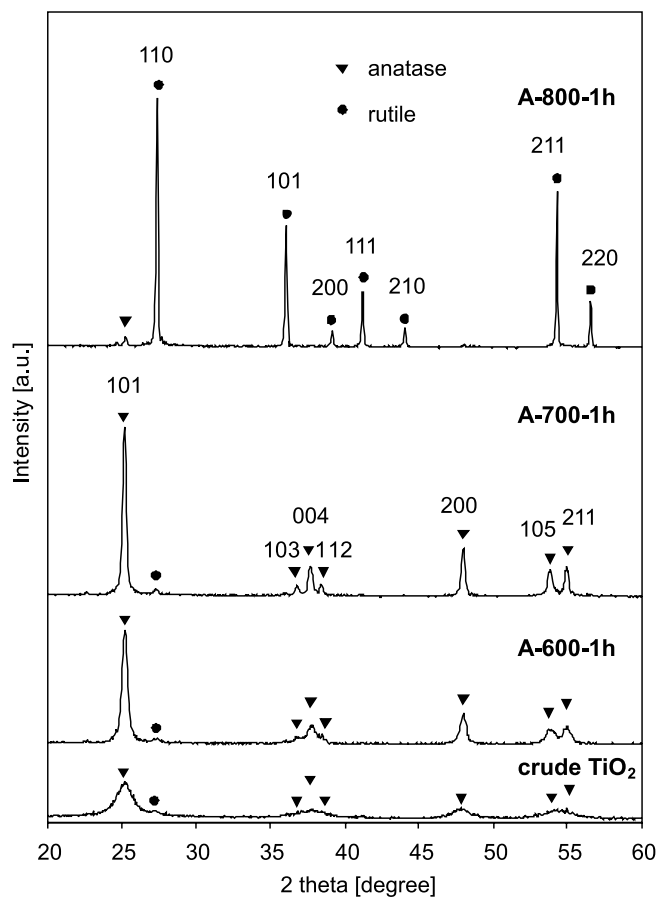 110
anatase
rutile
A-800-1h
211
101
111
200
210
220
101
A-700-1h
004
200
105
211
103
112
A-600-1h
crude TiO₂
Intensity [a.u.]
20 25 30 35 40 45 50 55 60
2 theta [degree]